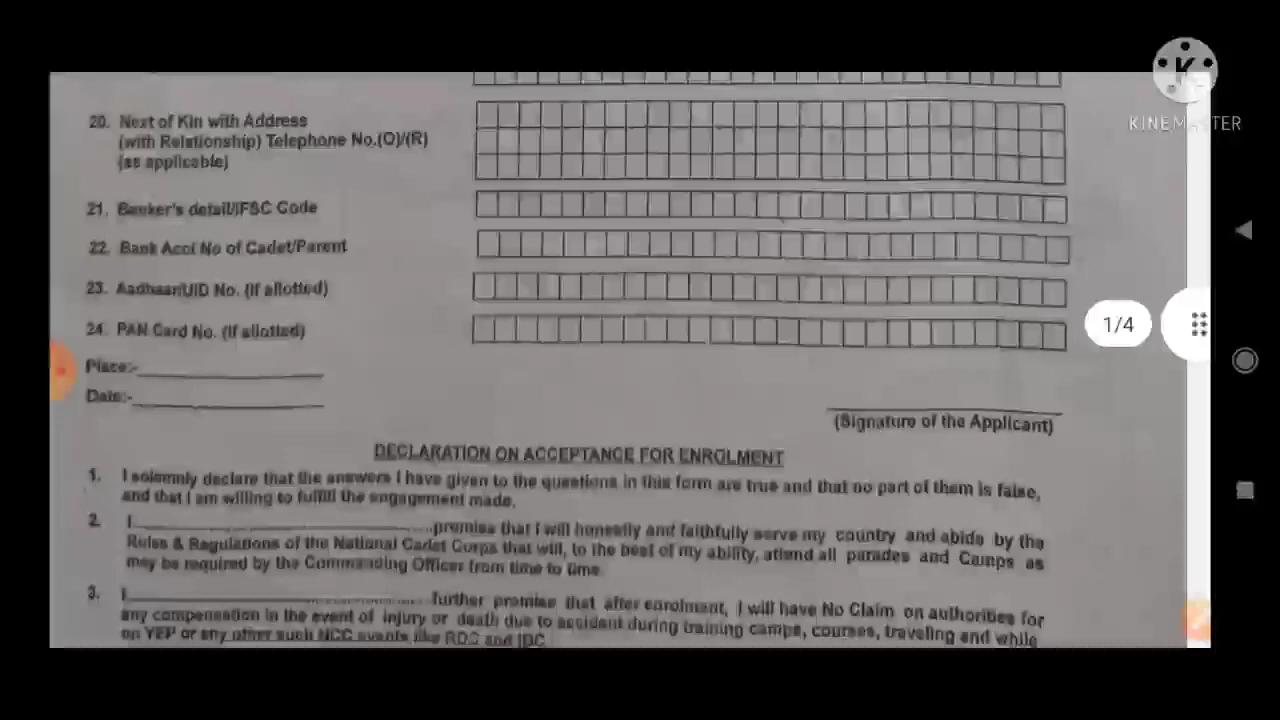 K
KINEMASTER
20. Next of Kin with Address
(with Relationship) Telephone No.(O)/(R)
(as applicable)
21. Banker's detail/IFSC Code
22. Bank Acct No of Cadet/Parent
23. Aadhaar/UID No. (If allotted)
24. PAN Card No. (If allotted)
1/4
Place:-
Date:-
(Signature of the Applicant)
DECLARATION ON ACCEPTANCE FOR ENROLMENT
1. I solemnly declare that the answers I have given to the questions in this form are true and that no part of them is false,
and that I am willing to fulfill the engagement made.
2. I promise that I will honestly and faithfully serve my country and abide by the
Rules & Regulations of the National Cadet Corps that will, to the best of my ability, attend all parades and Camps as
may be required by the Commanding Officer from time to time.
3. I further promise that after enrolment, I will have No Claim on authorities for
any compensation in the event of injury or death due to accident during training camps, courses, traveling and while
on YEP or any other such NCC events like RDC and IDC